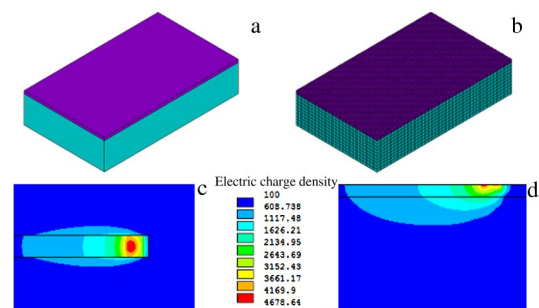 a
b
Electric charge density
c
d
100
608.738
1117.48
1626.21
2134.95
2643.69
3152.43
3661.17
4169.9
4678.64